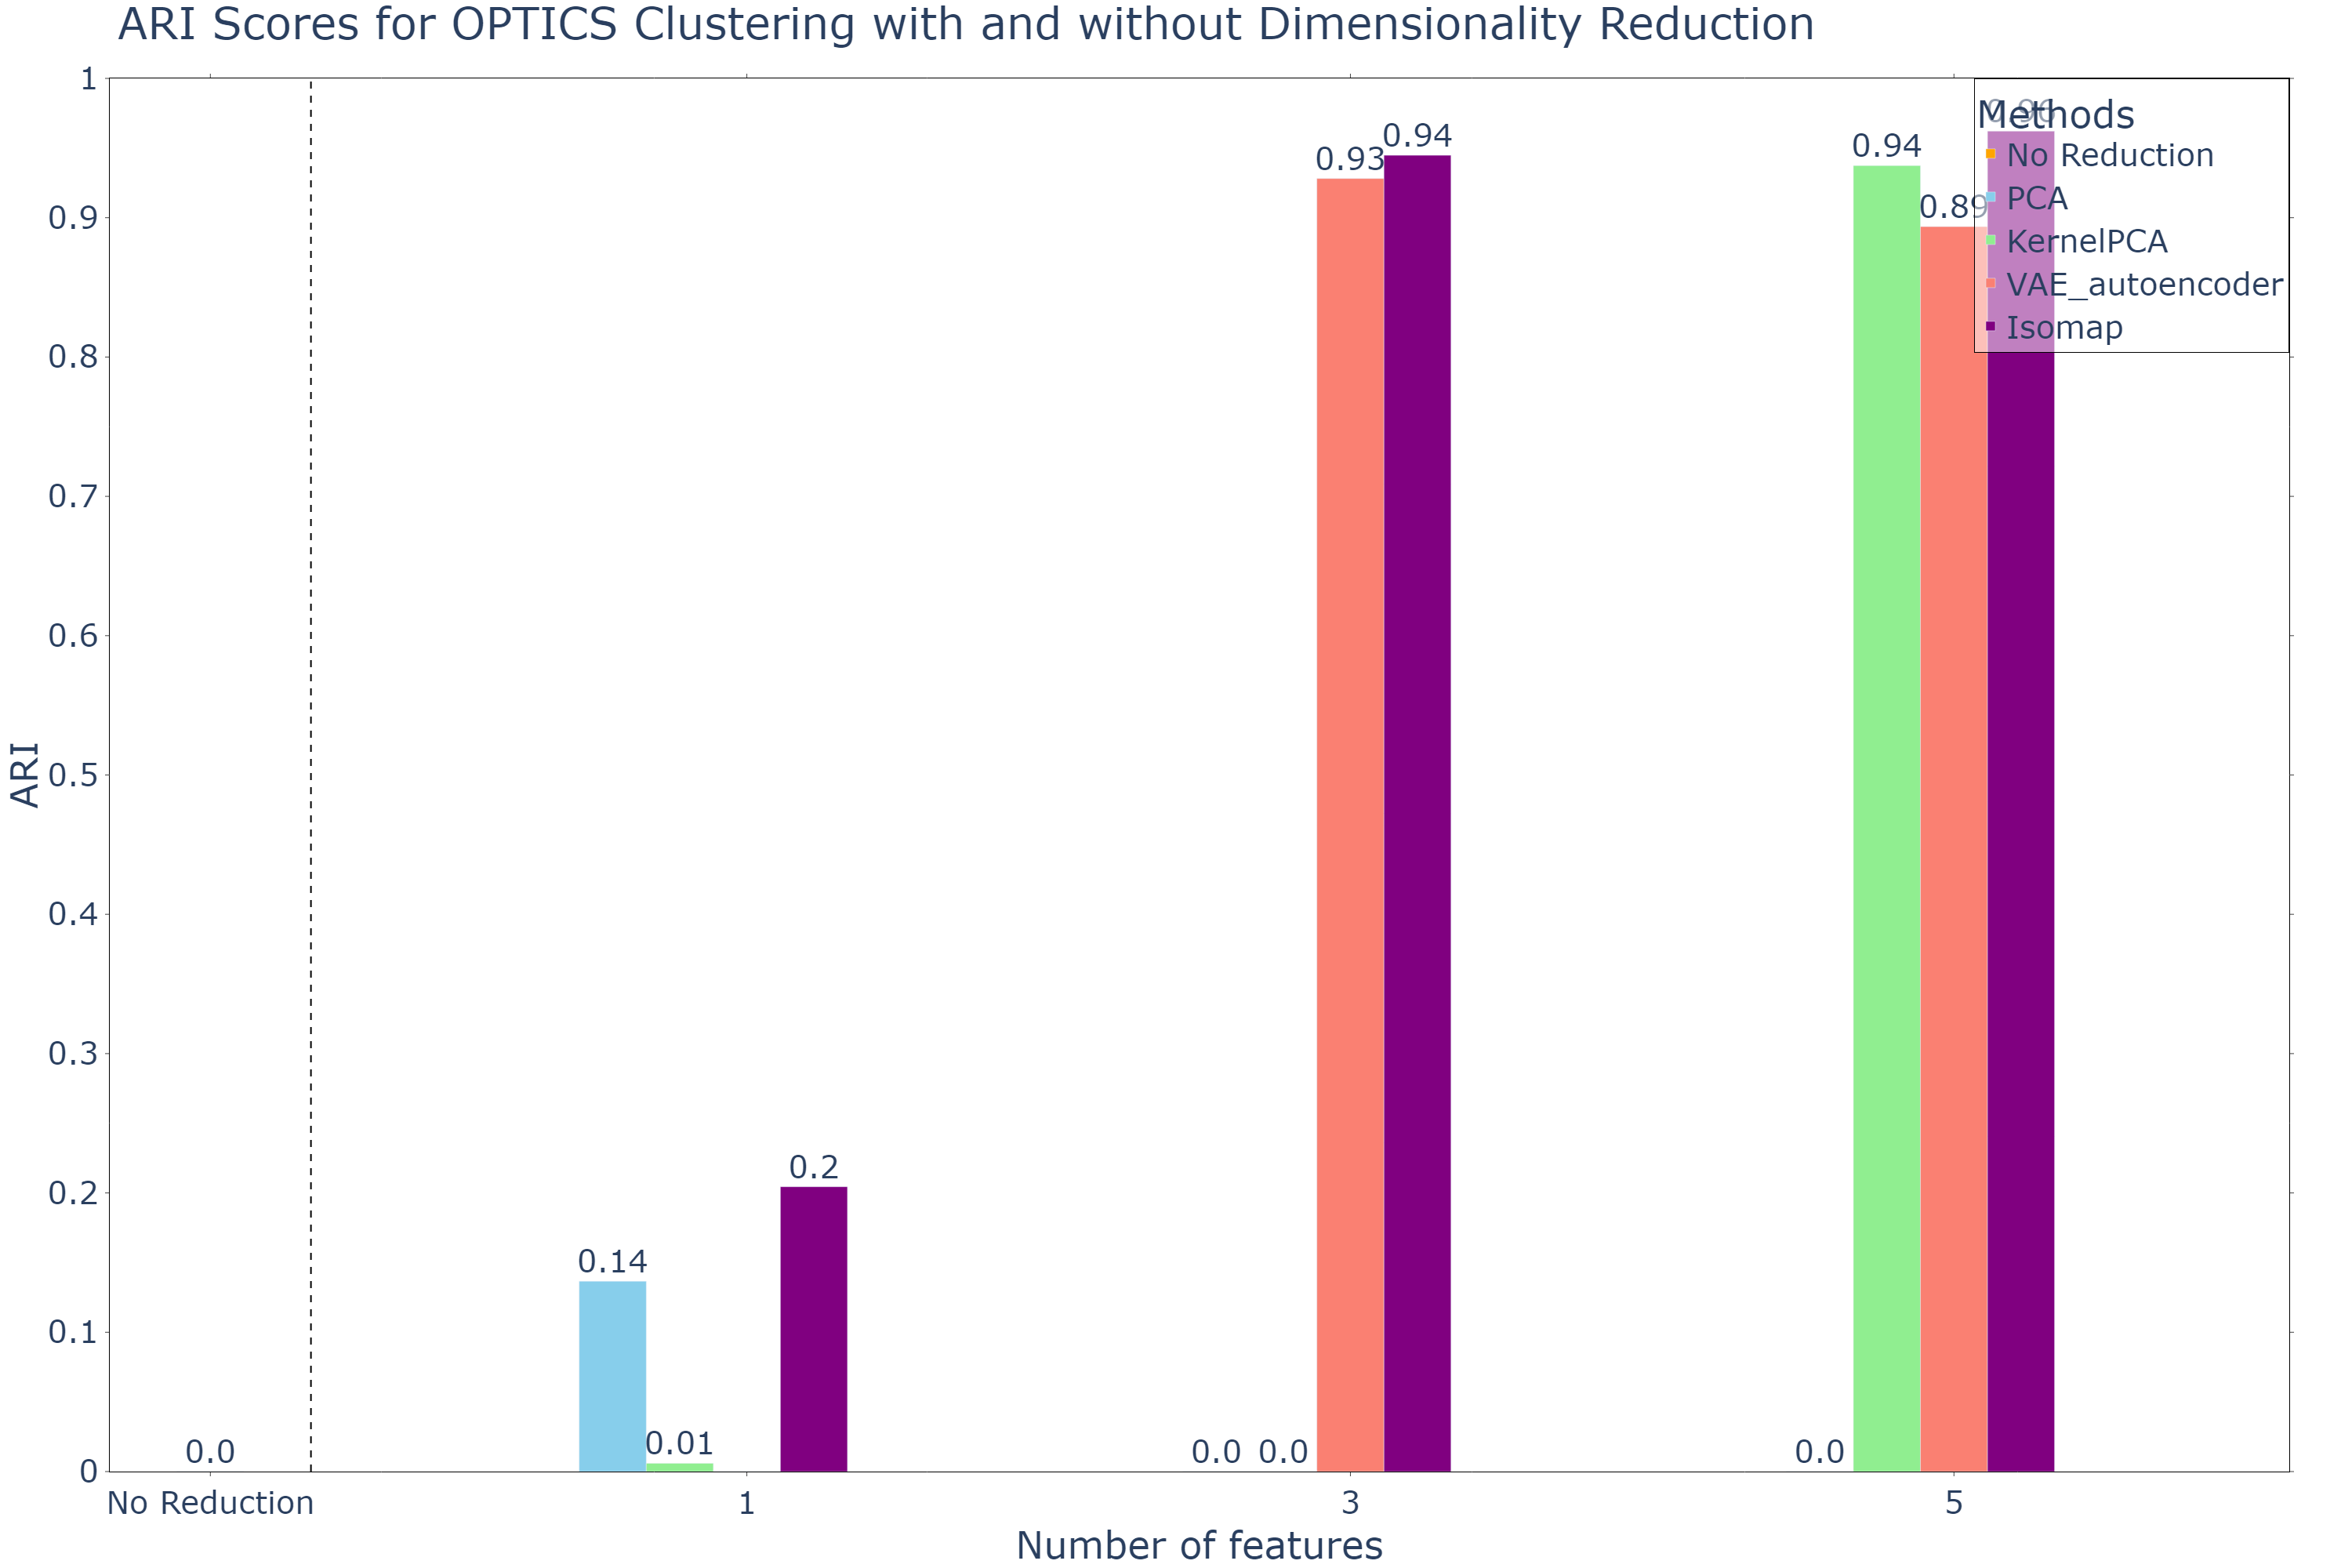 ARI Scores for OPTICS Clustering with and without Dimensionality Reduction
1
0.9
0.8
0.7
0.6
0.5
0.4
0.3
0.2
0.1
0
ARI
0.0
0.14
0.01
0.2
0.0
0.0
0.93
0.94
0.0
0.94
0.89
0.96
Methods
No Reduction
PCA
KernelPCA
VAE_autoencoder
Isomap
No Reduction
1
3
5
Number of features